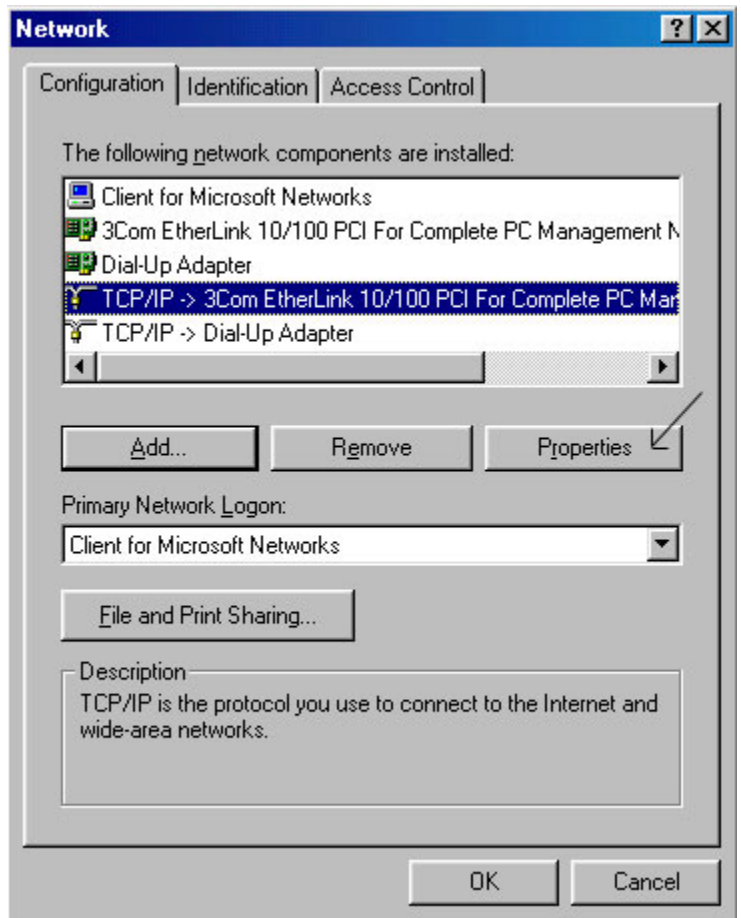 Network
Configuration
Identification
Access Control
The following network components are installed:
Client for Microsoft Networks
3Com EtherLink 10/100 PCI For Complete PC Management N
Dial-Up Adapter
TCP/IP -> 3Com EtherLink 10/100 PCI For Complete PC Mar
TCP/IP -> Dial-Up Adapter
Add...
Remove
Properties
Primary Network Logon:
Client for Microsoft Networks
File and Print Sharing...
Description
TCP/IP is the protocol you use to connect to the Internet and
wide-area networks.
OK
Cancel